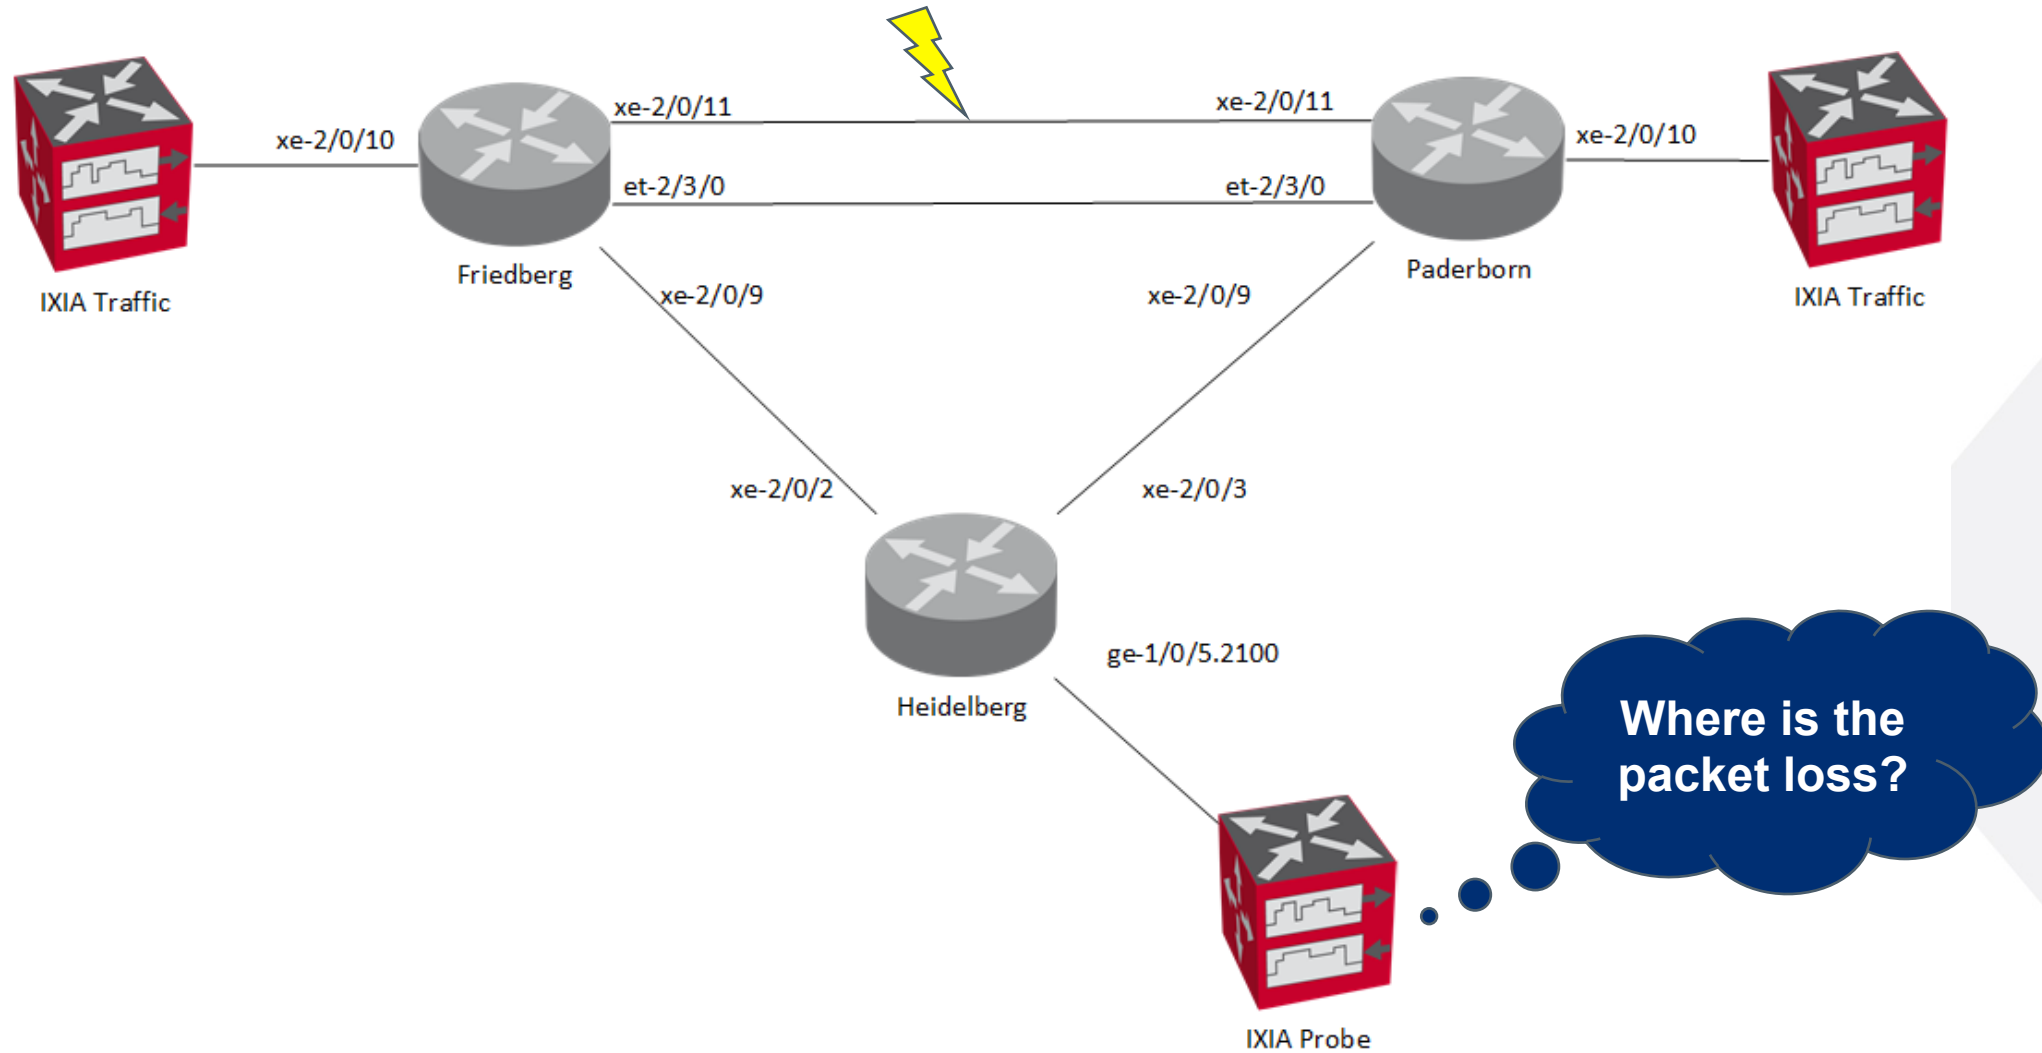 xe-2/0/11
xe-2/0/11
xe-2/0/10
xe-2/0/10
et-2/3/0
et-2/3/0
Friedberg
Paderborn
IXIA Traffic
IXIA Traffic
xe-2/0/9
xe-2/0/9
xe-2/0/2
xe-2/0/3
ge-1/0/5.2100
Heidelberg
Where is the
packet loss?
IXIA Probe